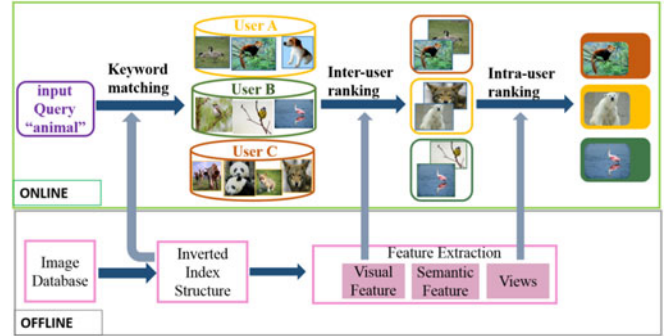 User A
Keyword
matching
input
Query
“animal”
User B
Inter-user
ranking
Intra-user
ranking
User C
ONLINE
Image
Database
Inverted
Index
Structure
Feature Extraction
Visual
Feature
Semantic
Feature
Views
OFFLINE